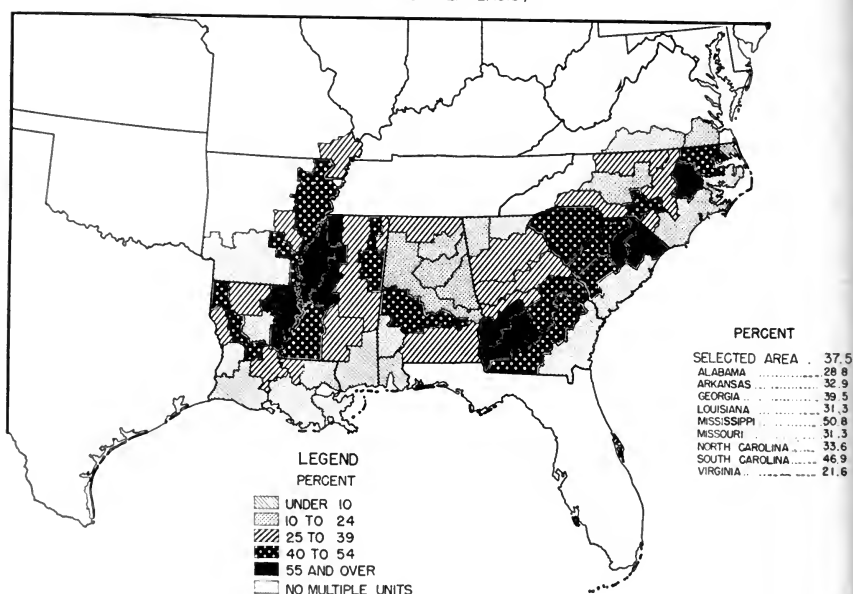 PERCENT
SELECTED AREA . 37.5
ALABAMA ............ 28 8
ARKANSAS ............ 32.9
GEORGIA ............ 39.5
LOUISIANA ............ 31.3
MISSISSIPPI ............ 50.8
MISSOURI ............ 31.3
NORTH CAROLINA ..... 33.6
SOUTH CAROLINA ..... 46.9
VIRGINIA ............ 21.6
LEGEND
PERCENT
UNDER 10
10 TO 24
25 TO 39
40 TO 54
55 AND OVER
NO MULTIPLE UNITS